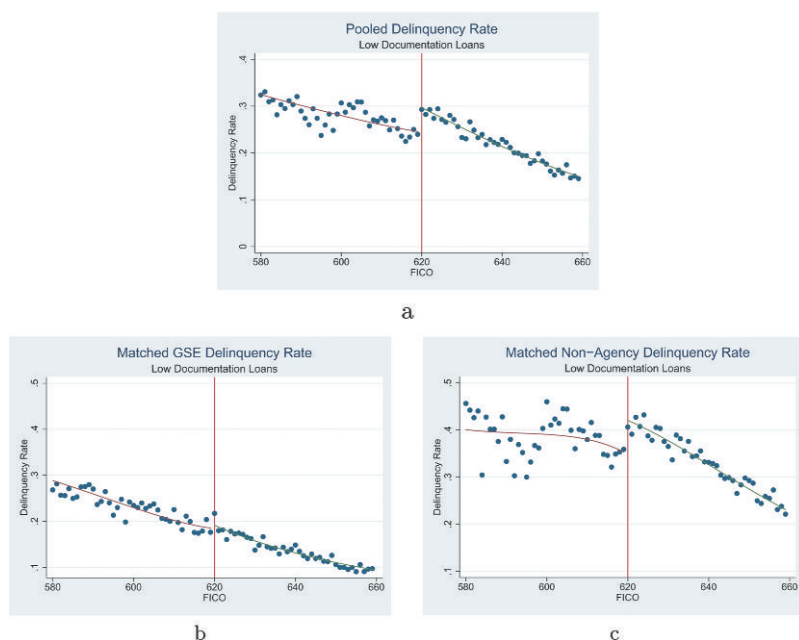 Pooled Delinquency Rate
Low Documentation Loans
Delinquency Rate
.4
.3
.2
.1
0
580
600
620
640
660
FICO
a
Matched GSE Delinquency Rate
Low Documentation Loans
Delinquency Rate
.5
.4
.3
.2
.1
580
600
620
640
660
FICO
b
Matched Non-Agency Delinquency Rate
Low Documentation Loans
Delinquency Rate
.5
.4
.3
.2
.1
580
600
620
640
660
FICO
c